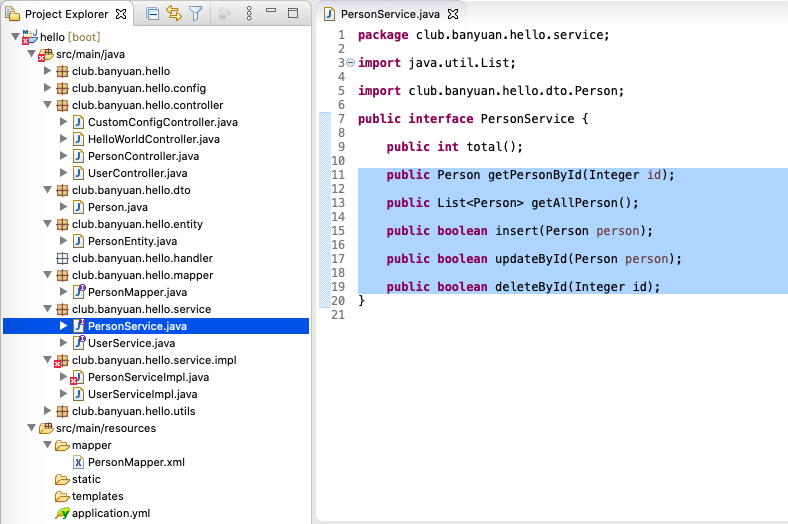 Project Explorer
hello [boot]
src/main/java
club.banyuan.hello
club.banyuan.hello.config
club.banyuan.hello.controller
CustomConfigController.java
HelloWorldController.java
PersonController.java
UserController.java
club.banyuan.hello.dto
Person.java
club.banyuan.hello.entity
PersonEntity.java
club.banyuan.hello.handler
club.banyuan.hello.mapper
PersonMapper.java
club.banyuan.hello.service
PersonService.java
UserService.java
club.banyuan.hello.service.impl
PersonServiceImpl.java
UserServiceImpl.java
club.banyuan.hello.utils
src/main/resources
mapper
PersonMapper.xml
static
templates
application.yml
PersonService.java
1 package club.banyuan.hello.service;
2
3 import java.util.List;
4
5 import club.banyuan.hello.dto.Person;
6
7 public interface PersonService {
8
9 public int total();
10
11 public Person getPersonById(Integer id);
12
13 public List<Person> getAllPerson();
14
15 public boolean insert(Person person);
16
17 public boolean updateById(Person person);
18
19 public boolean deleteById(Integer id);
20 }
21